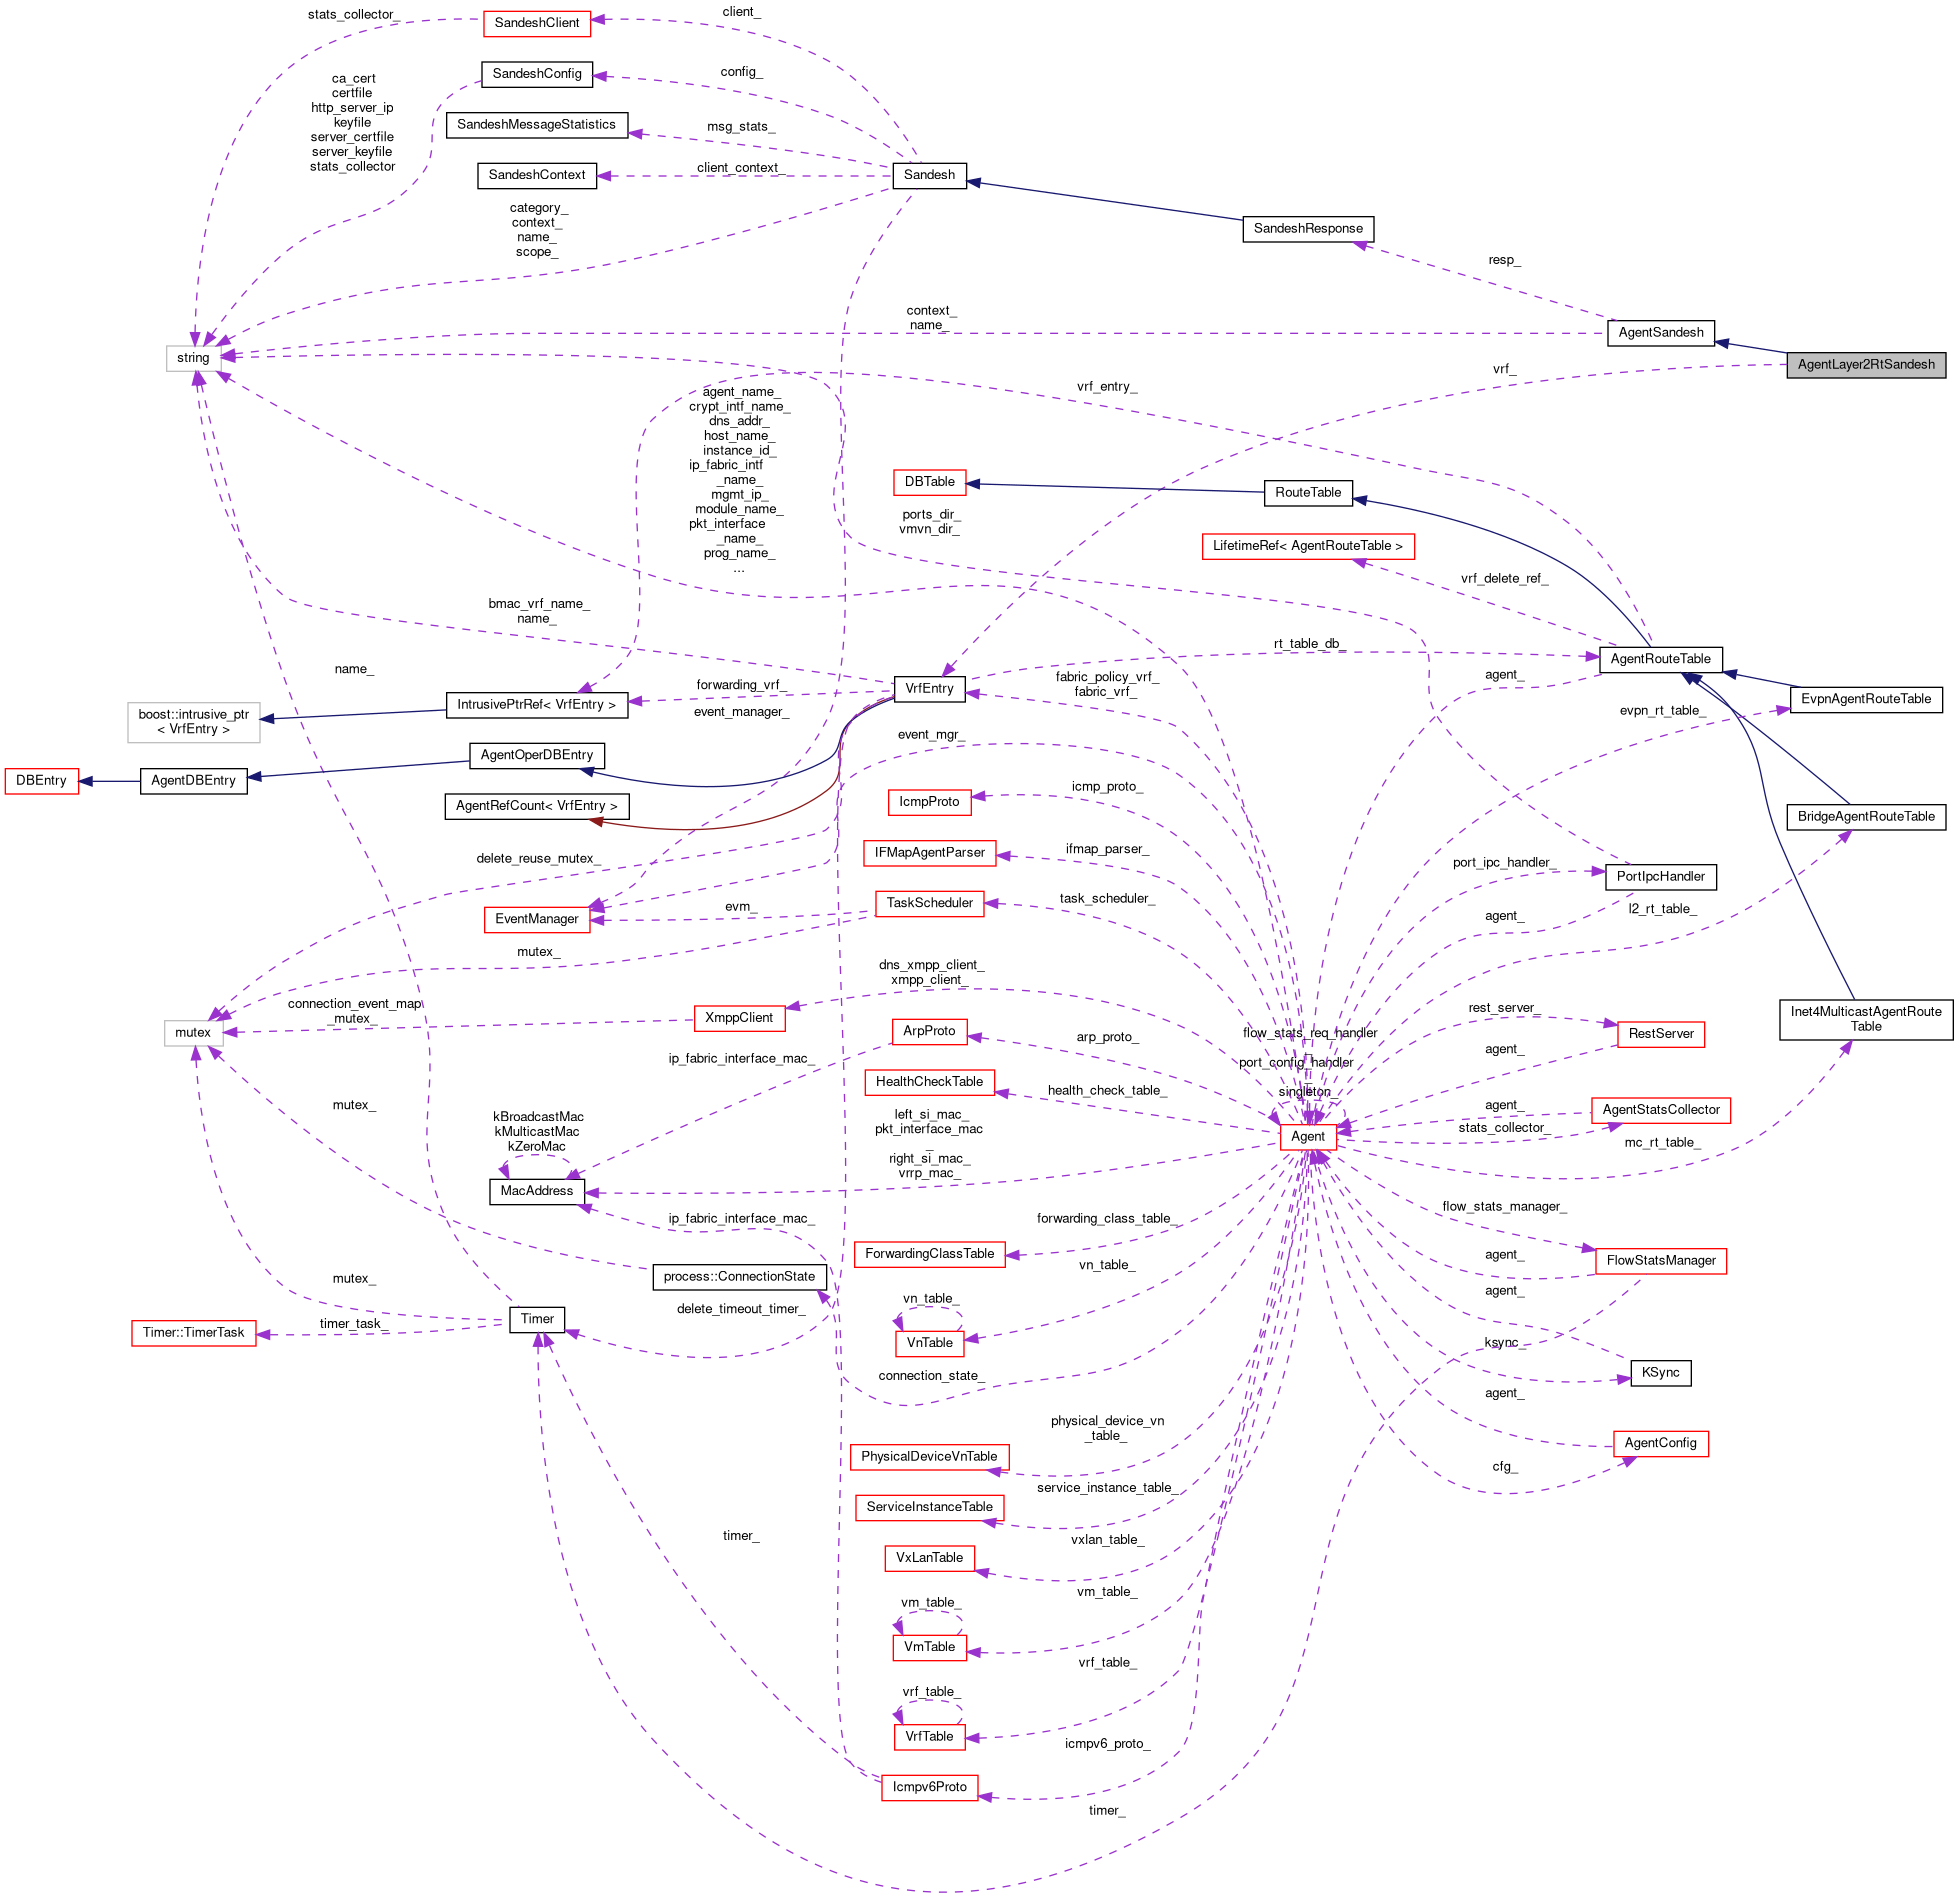 stats_collector_
SandeshClient
client_
ca_cert
certfile
http_server_ip
keyfile
server_certfile
server_keyfile
stats_collector
SandeshConfig
config_
SandeshMessageStatistics
msg_stats_
SandeshContext
client_context_
Sandesh
category_
context_
name_
scope_
SandeshResponse
resp_
context_
name_
AgentSandesh
string
AgentLayer2RtSandesh
vrf_
vrf_entry_
agent_name_
crypt_intf_name_
dns_addr_
host_name_
instance_id_
ip_fabric_intf
_name_
mgmt_ip_
module_name_
pkt_interface
_name_
prog_name_
...
DBTable
RouteTable
ports_dir_
vmvn_dir_
LifetimeRef< AgentRouteTable >
vrf_delete_ref_
bmac_vrf_name_
name_
rt_table_db_
AgentRouteTable
name_
forwarding_vrf_
VrfEntry
fabric_policy_vrf_
fabric_vrf_
agent_
EvpnAgentRouteTable
evpn_rt_table_
boost::intrusive_ptr
< VrfEntry >
IntrusivePtrRef< VrfEntry >
event_manager_
event_mgr_
AgentOperDBEntry
DBEntry
AgentDBEntry
AgentRefCount< VrfEntry >
IcmpProto
icmp_proto_
BridgeAgentRouteTable
delete_reuse_mutex_
IFMapAgentParser
ifmap_parser_
port_ipc_handler_
PortIpcHandler
EventManager
evm_
TaskScheduler
task_scheduler_
agent_
l2_rt_table_
mutex_
dns_xmpp_client_
xmpp_client_
connection_event_map
_mutex_
mutex
XmppClient
ArpProto
arp_proto_
flow_stats_req_handler
_
port_config_handler
_
singleton_
rest_server_
RestServer
Inet4MulticastAgentRoute
Table
ip_fabric_interface_mac_
agent_
HealthCheckTable
health_check_table_
mutex_
kBroadcastMac
kMulticastMac
kZeroMac
left_si_mac_
pkt_interface_mac
_
right_si_mac_
vrrp_mac_
Agent
agent_
AgentStatsCollector
stats_collector_
mc_rt_table_
MacAddress
ip_fabric_interface_mac_
forwarding_class_table_
flow_stats_manager_
ForwardingClassTable
vn_table_
agent_
FlowStatsManager
mutex_
process::ConnectionState
agent_
Timer
delete_timeout_timer_
vn_table_
Timer::TimerTask
timer_task_
VnTable
ksync_
connection_state_
KSync
agent_
physical_device_vn
_table_
PhysicalDeviceVnTable
AgentConfig
cfg_
service_instance_table_
ServiceInstanceTable
timer_
vxlan_table_
VxLanTable
vm_table_
vm_table_
VmTable
vrf_table_
vrf_table_
VrfTable
icmpv6_proto_
Icmpv6Proto
timer_